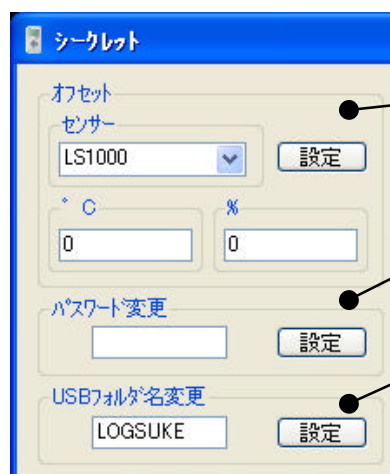 シークレット
オフセット
センサー
LS1000
設定
°C %
0 0
パスワード変更
設定
USBフォルダ名変更
LOGSUKE 設定